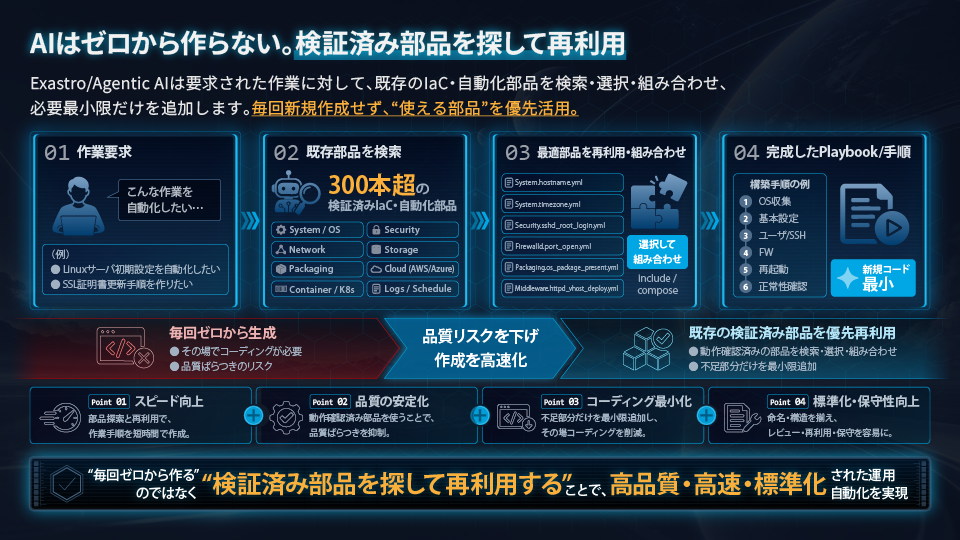 AIはゼロから作らない。検証済み部品を探して再利用
Exastro/Agentic AIは要求された作業に対して、既存のIaC・自動化部品を検索・選択・組み合わせ、
必要最小限だけを追加します。毎回新規作成せず、“使える部品”を優先活用。
01 作業要求
こんな作業を
自動化したい…
（例）
● Linuxサーバ初期設定を自動化したい
● SSL証明書更新手順を作りたい
02 既存部品を検索
300本超の
検証済みIaC・自動化部品
System / OS
Security
Network
Storage
Packaging
Cloud (AWS/Azure)
Container / K8s
Logs / Schedule
03 最適部品を再利用・組み合わせ
System.hostname.yml
System.timezone.yml
Security.sshd_root_login.yml
Firewalld.port_open.yml
Packaging.os_package_present.yml
Middleware.httpd_vhost_deploy.yml
選択して
組み合わせ
include /
compose
04 完成したPlaybook/手順
構築手順の例
1 OS収集
2 基本設定
3 ユーザ/SSH
4 FW
5 再起動
6 正常性確認
新規コード
最小
毎回ゼロから生成
● その場でコーディングが必要
● 品質ばらつきのリスク
品質リスクを下げ
作成を高速化
既存の検証済み部品を優先再利用
● 動作確認済みの部品を検索・選択・組み合わせ
● 不足部分だけを最小限追加
Point 01 スピード向上
部品探索と再利用で、
作業手順を短時間で作成。
Point 02 品質の安定化
動作確認済み部品を使うことで、
品質ばらつきを抑制。
Point 03 コーディング最小化
不足部分だけを最小限追加し、
その場コーディングを削減。
Point 04 標準化・保守性向上
命名・構造を揃え、
レビュー・再利用・保守を容易に。
“毎回ゼロから作る”
のではなく
“検証済み部品を探して再利用する”
ことで、
高品質・高速・標準化
された運用
自動化を実現